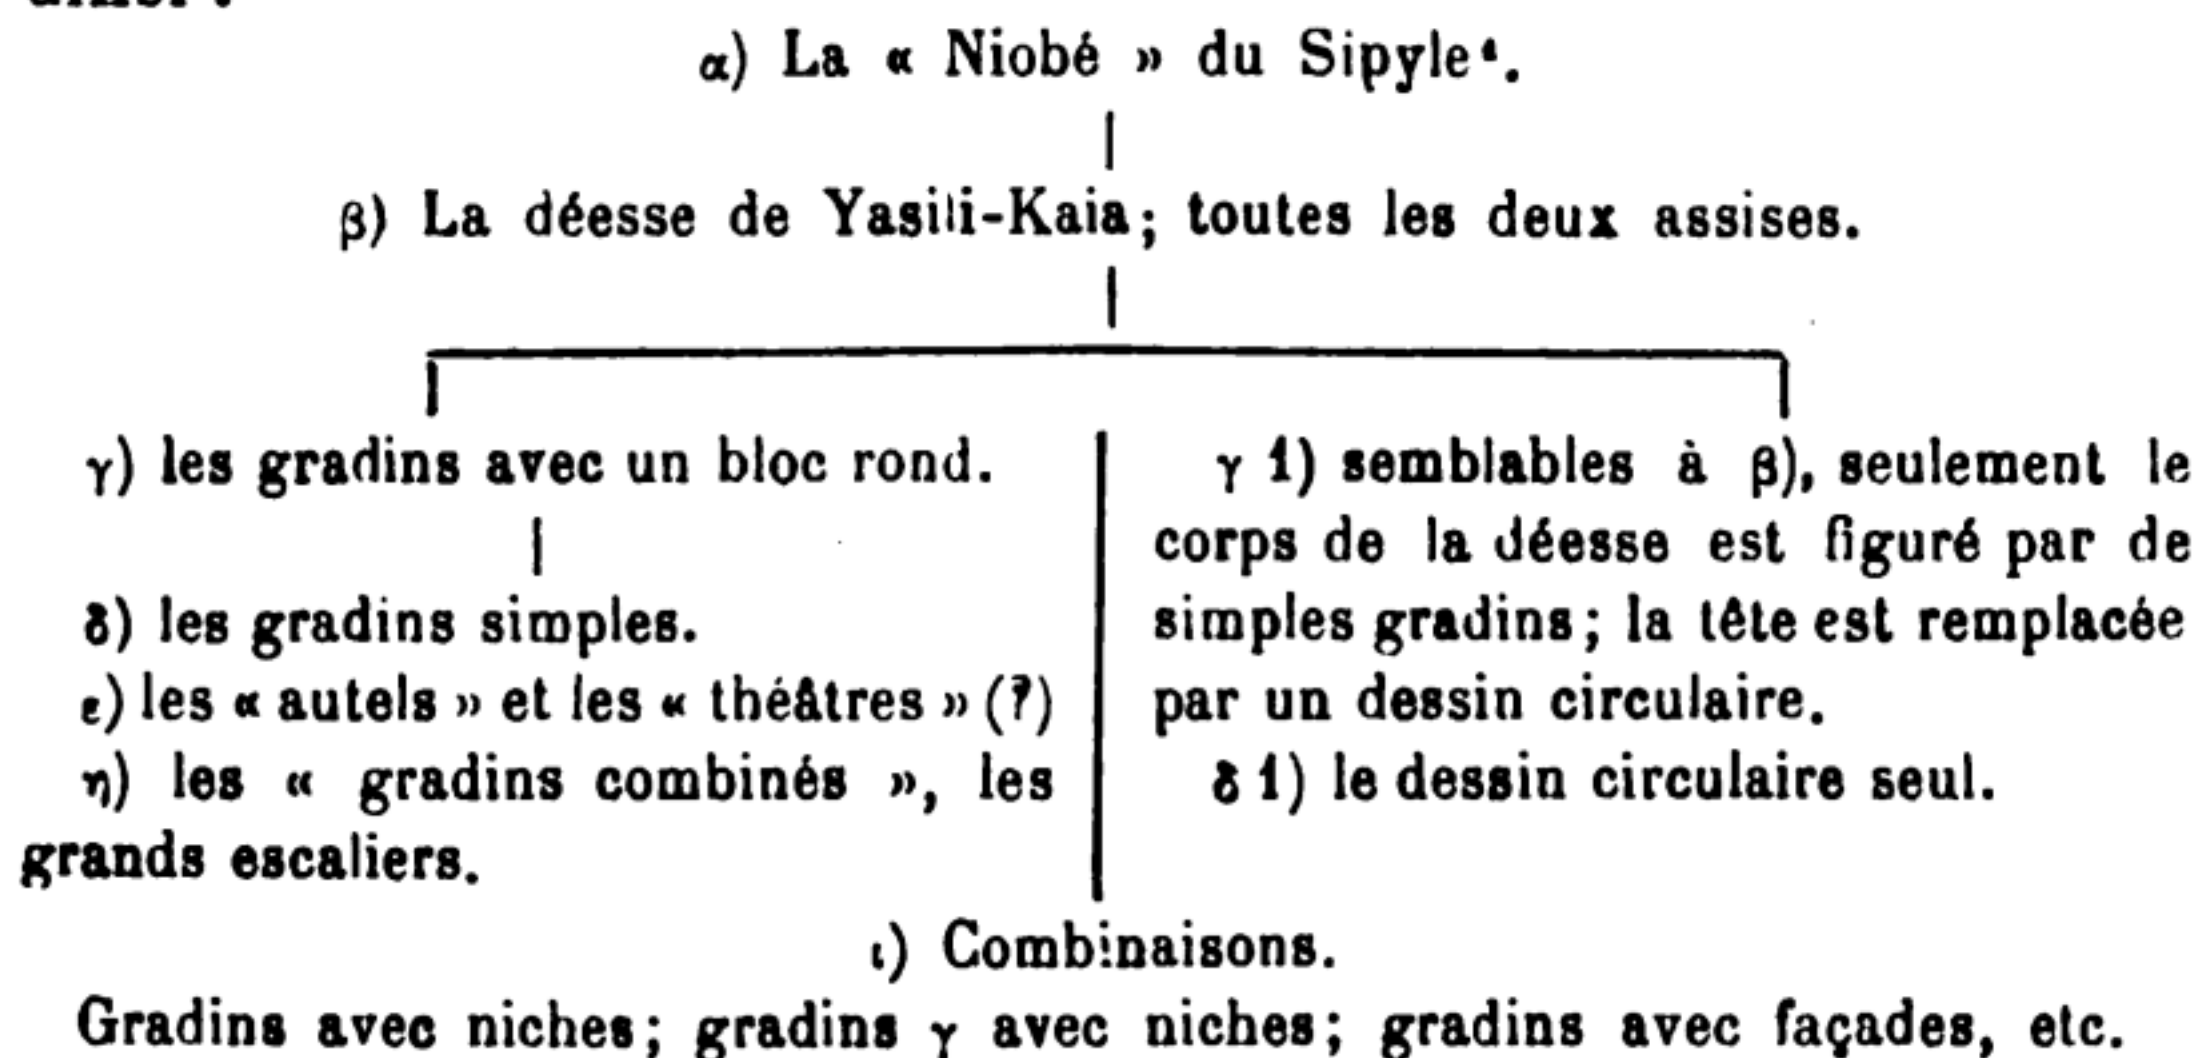 α) La « Niobé » du Sipyle¹.
β) La déesse de Yasili-Kaia; toutes les deux assises.
γ) les gradins avec un bloc rond.
δ) les gradins simples.
ε) les « autels » et les « théâtres » (?)
η) les « gradins combinés », les
grands escaliers.
γ 1) semblables à β), seulement le
corps de la déesse est figuré par de
simples gradins; la tête est remplacée
par un dessin circulaire.
δ 1) le dessin circulaire seul.
ι) Combinaisons.
Gradins avec niches; gradins γ avec niches; gradins avec façades, etc.